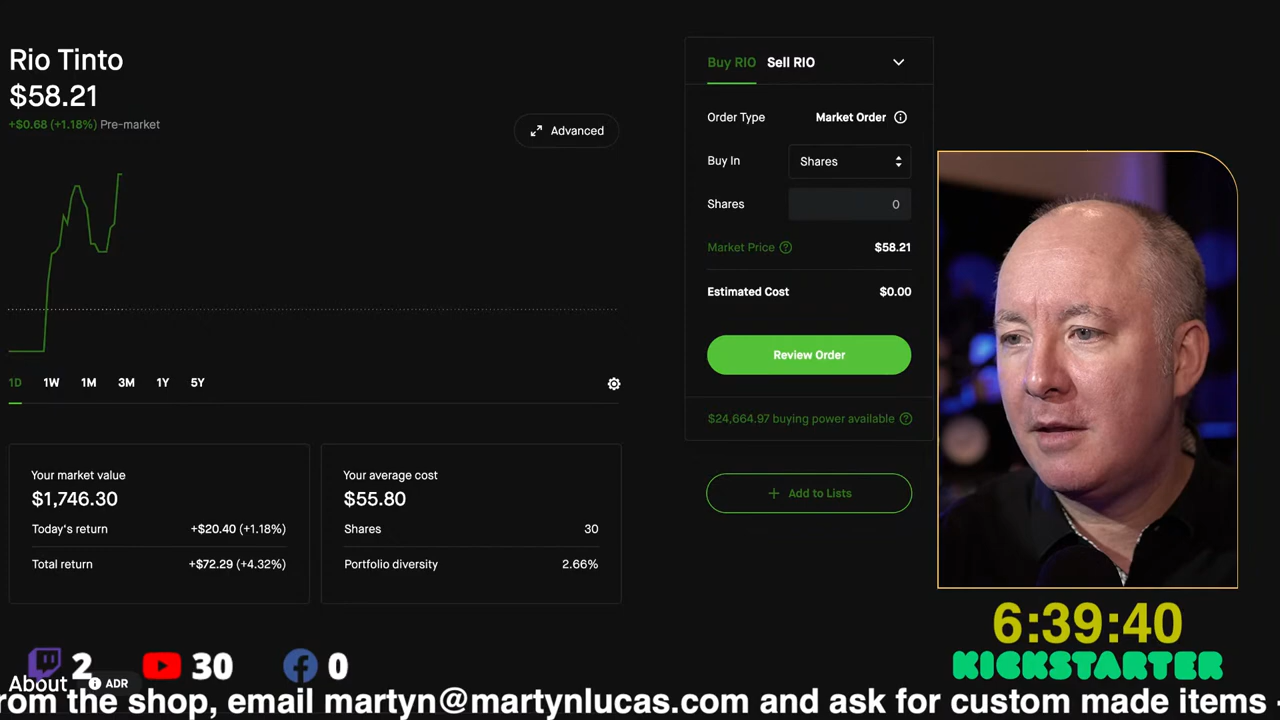 Rio Tinto
$58.21
+$0.68 (+1.18%) Pre-market
Advanced
1D 1W 1M 3M 1Y 5Y
Your market value
$1,746.30
Today's return +$20.40 (+1.18%)
Total return +$72.29 (+4.32%)
Your average cost
$55.80
Shares 30
Portfolio diversity 2.66%
Buy RIO Sell RIO
Order Type Market Order
Buy In Shares
Shares 0
Market Price $58.21
Estimated Cost $0.00
Review Order
$24,664.97 buying power available
+ Add to Lists
6:39:40
KICKSTARTER
2 30 0
About ADR
rom the shop, email martyn@martynlucas.com and ask for custom made items -